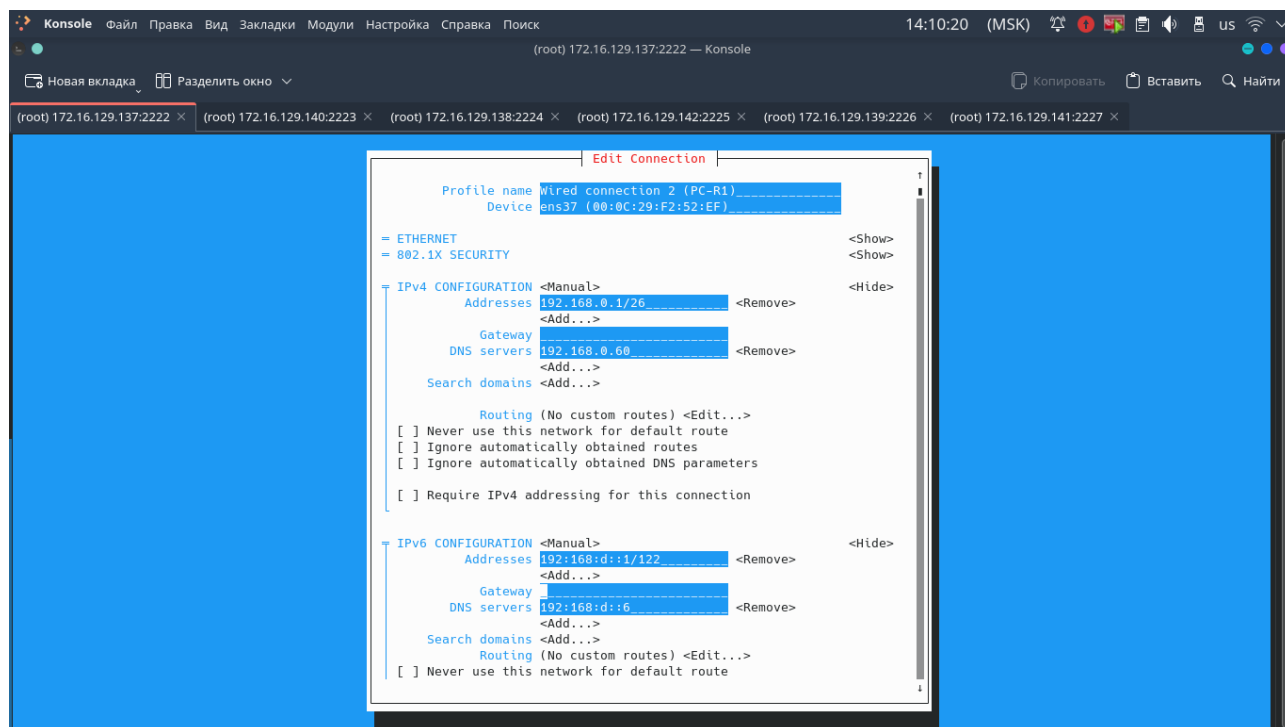 Konsole Файл Правка Вид Закладки Модули Настройка Справка Поиск 14:10:20 (MSK) us
(root) 172.16.129.137:2222 — Konsole
Новая вкладка Разделить окно Копировать Вставить Найти
(root) 172.16.129.137:2222 × (root) 172.16.129.140:2223 × (root) 172.16.129.138:2224 × (root) 172.16.129.142:2225 × (root) 172.16.129.139:2226 × (root) 172.16.129.141:2227 ×
Edit Connection
Profile name Wired connection 2 (PC-R1)______________
Device ens37 (00:0C:29:F2:52:EF)_______________
= ETHERNET <Show>
= 802.1X SECURITY <Show>
IPv4 CONFIGURATION <Manual> <Hide>
Addresses 192.168.0.1/26___________ <Remove>
<Add...>
Gateway _________________________
DNS servers 192.168.0.60_____________ <Remove>
<Add...>
Search domains <Add...>
Routing (No custom routes) <Edit...>
[ ] Never use this network for default route
[ ] Ignore automatically obtained routes
[ ] Ignore automatically obtained DNS parameters
[ ] Require IPv4 addressing for this connection
IPv6 CONFIGURATION <Manual> <Hide>
Addresses 192:168:d::1/122_________ <Remove>
<Add...>
Gateway _________________________
DNS servers 192:168:d::6_____________ <Remove>
<Add...>
Search domains <Add...>
Routing (No custom routes) <Edit...>
[ ] Never use this network for default route